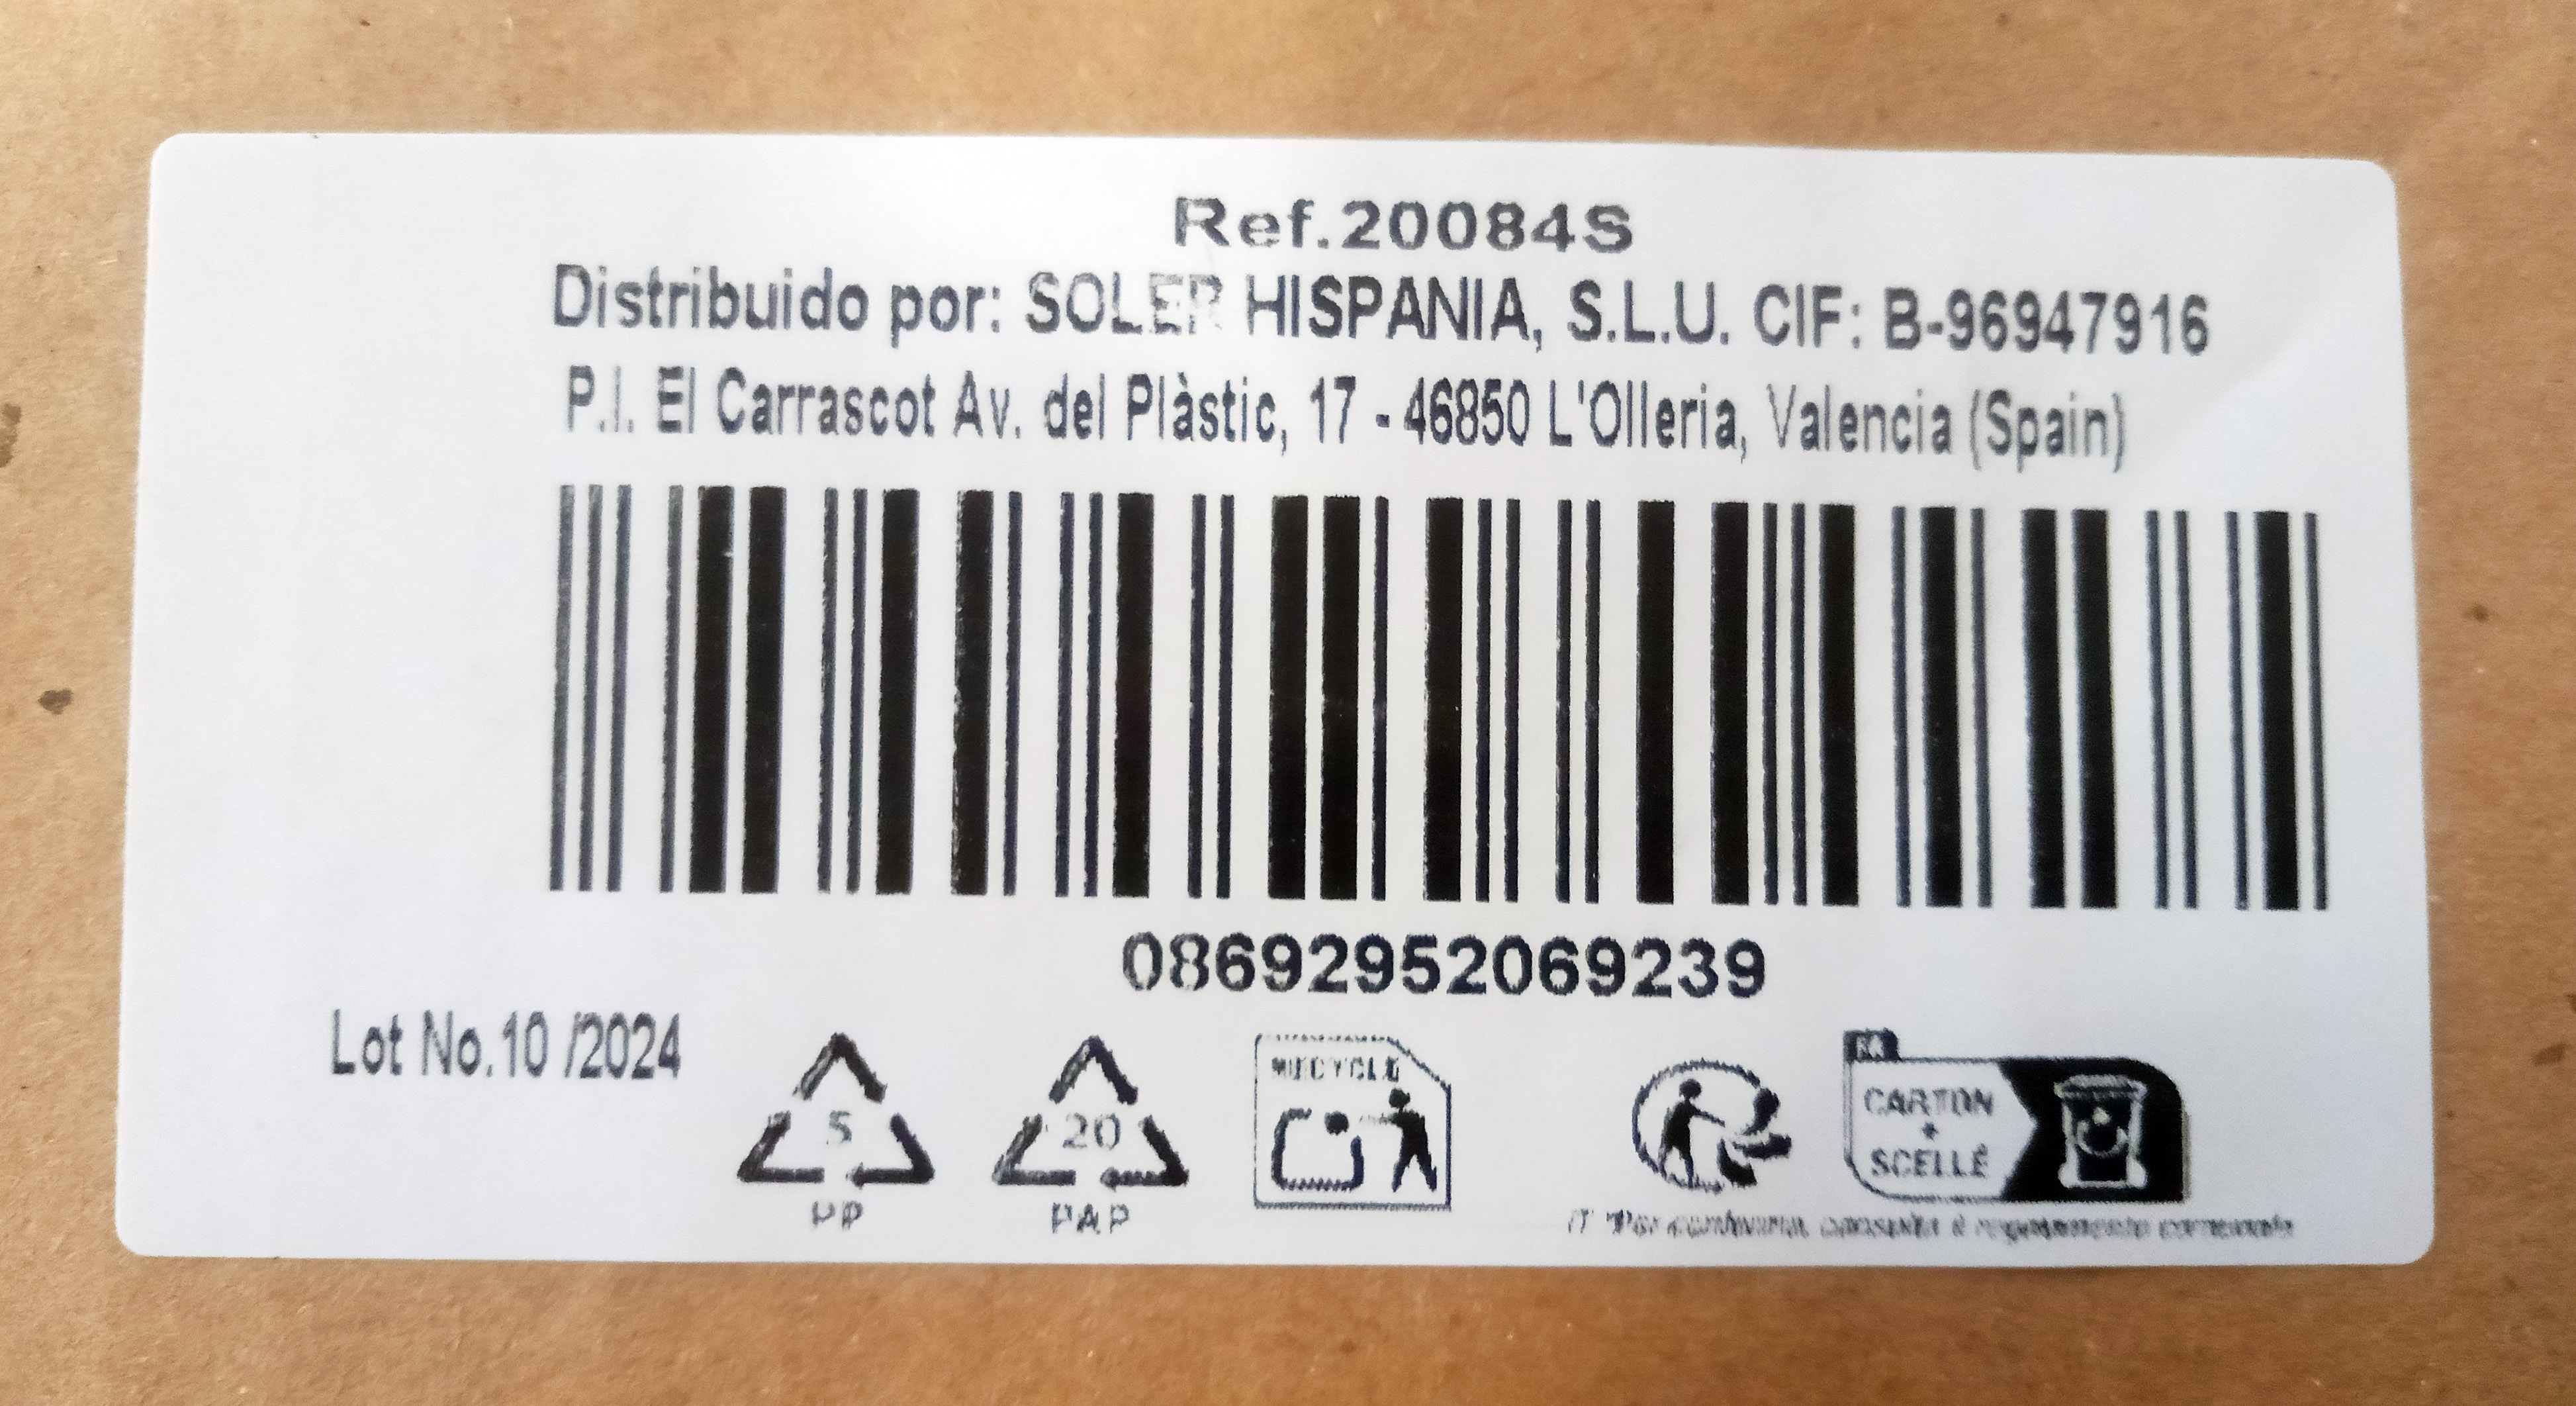 Ref.20084S
Distribuido por: SOLER HISPANIA, S.L.U. CIF: B-96947916
P.I. El Carrascot Av. del Plàstic, 17 - 46850 L'Olleria, Valencia (Spain)
08692952069239
Lot No.10 /2024
5
PP
20
PAP
FR
CARTON
+
SCELLÉ